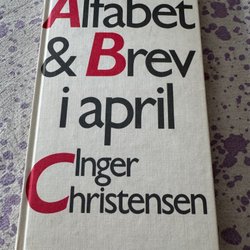 Alfabet
& Brev
i april
Inger
Christensen